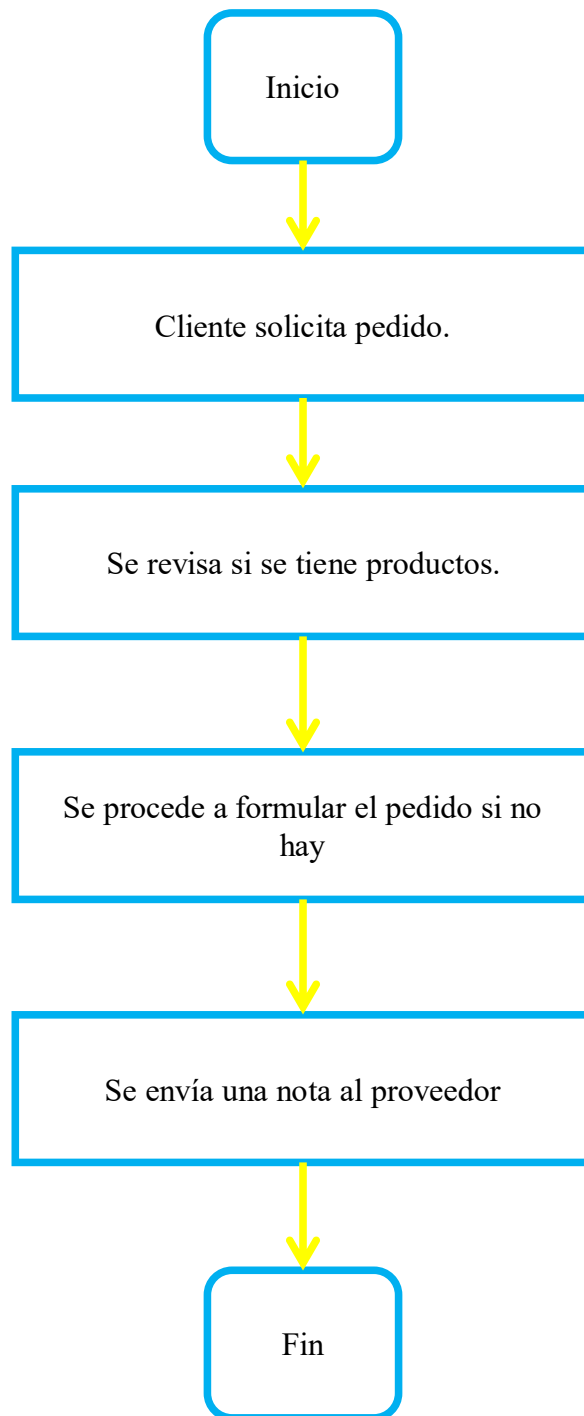 Inicio
Cliente solicita pedido.
Se revisa si se tiene productos.
Se procede a formular el pedido si no
hay
Se envía una nota al proveedor
Fin